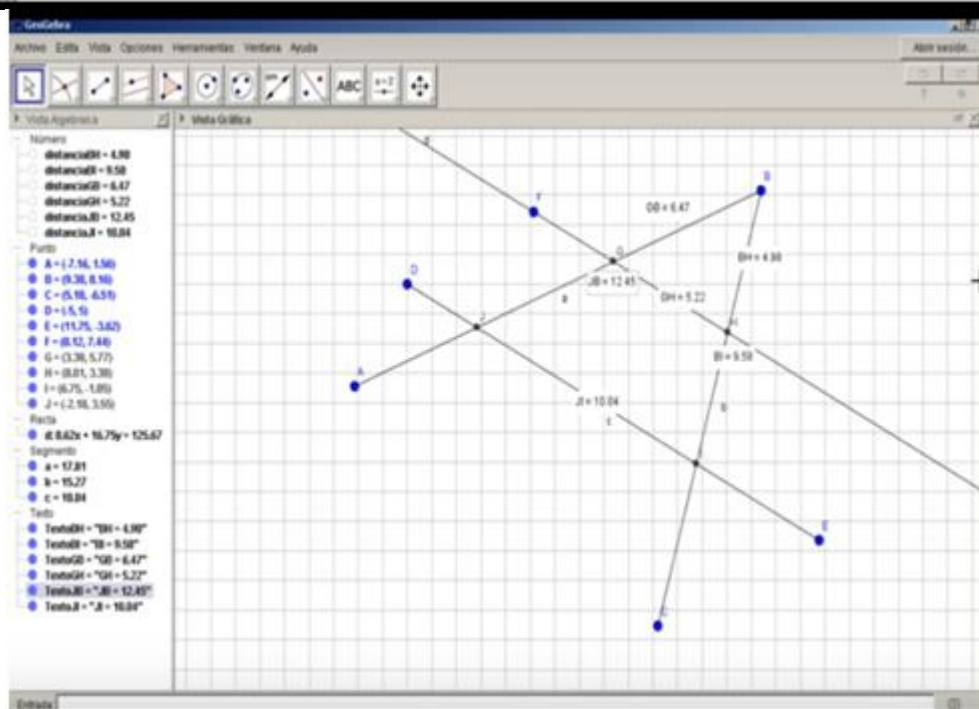 GeoGebra
Archivo Edita Vista Opciones Herramientas Ventana Ayuda
Abrir sesión
ABC
a=2
Vista Algebraica
Vista Gráfica
Número
distanciaBH = 4.98
distanciaBI = 9.58
distanciaGB = 6.47
distanciaGH = 5.22
distanciaJB = 12.45
distanciaJI = 10.04
Punto
A = (-7.16, 1.56)
B = (9.38, 8.16)
C = (5.18, -6.51)
D = (-5, 5)
E = (11.75, -3.62)
F = (0.12, 7.44)
G = (3.38, 5.77)
H = (8.01, 3.38)
I = (6.75, -1.05)
J = (-2.18, 3.55)
Recta
d: 8.62x + 16.75y = 125.67
Segmento
a = 17.81
b = 15.27
TextoBH = "BH = 4.98"
TextoBI = "BI = 9.58"
TextoGB = "GB = 6.47"
TextoGH = "GH = 5.22"
TextoJB = "JB = 12.45"
TextoJI = "JI = 10.04"
Texto
d
F
B
GB = 6.47
G
BH = 4.98
D
JB = 12.45
GH = 5.22
a
J
H
A
BI = 9.58
JI = 10.04
b
c
I
E
C
Entrada: